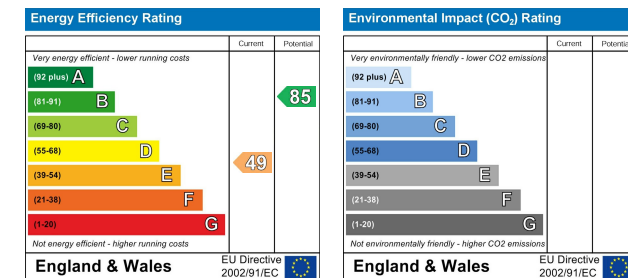 Energy Efficiency Rating
Current Potential
Very energy efficient - lower running costs
(92 plus) A
(81-91) B
85
(69-80) C
(55-68) D
49
(39-54) E
(21-38) F
(1-20) G
Not energy efficient - higher running costs
England & Wales
EU Directive
2002/91/EC
Environmental Impact (CO₂) Rating
Current Potentia
Very environmentally friendly - lower CO2 emissions
(92 plus) A
(81-91) B
(69-80) C
(55-68) D
(39-54) E
(21-38) F
(1-20) G
Not environmentally friendly - higher CO2 emissions
England & Wales
EU Directive
2002/91/EC